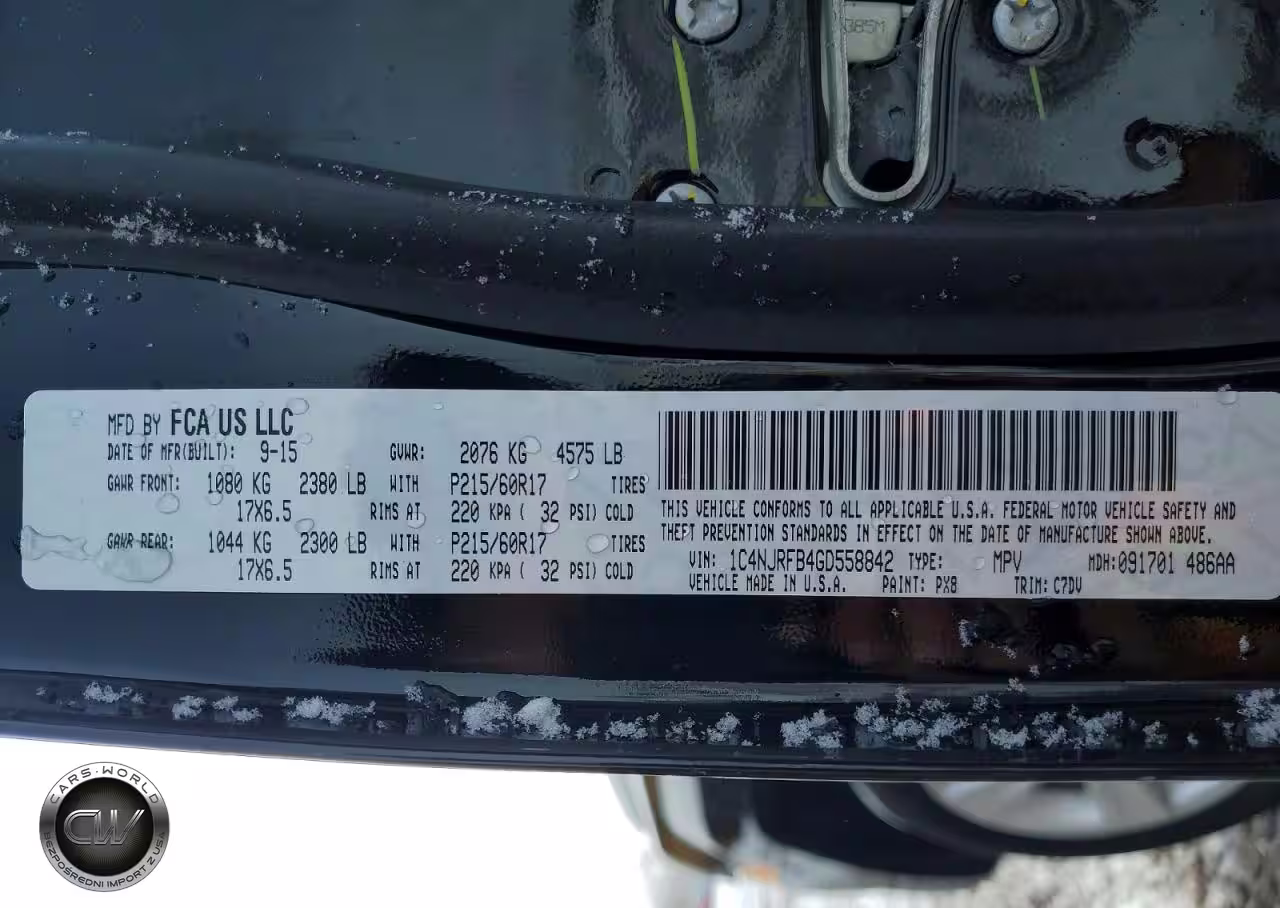 385M
MFD BY FCA US LLC
DATE OF MFR(BUILT): 9-15 GVWR: 2076 KG 4575 LB
GAWR FRONT: 1080 KG 2380 LB WITH P215/60R17 TIRES
17X6.5 RIMS AT 220 KPA ( 32 PSI) COLD
GAWR REAR: 1044 KG 2300 LB WITH P215/60R17 TIRES
17X6.5 RIMS AT 220 KPA ( 32 PSI) COLD
THIS VEHICLE CONFORMS TO ALL APPLICABLE U.S.A. FEDERAL MOTOR VEHICLE SAFETY AND
THEFT PREVENTION STANDARDS IN EFFECT ON THE DATE OF MANUFACTURE SHOWN ABOVE.
VIN: 1C4NJRFB4GD558842 TYPE: MPV MDH:091701 486AA
VEHICLE MADE IN U.S.A. PAINT: PX8 TRIM: C7DV
CARS-WORLD
CW
BEZPOŚREDNI IMPORT Z USA